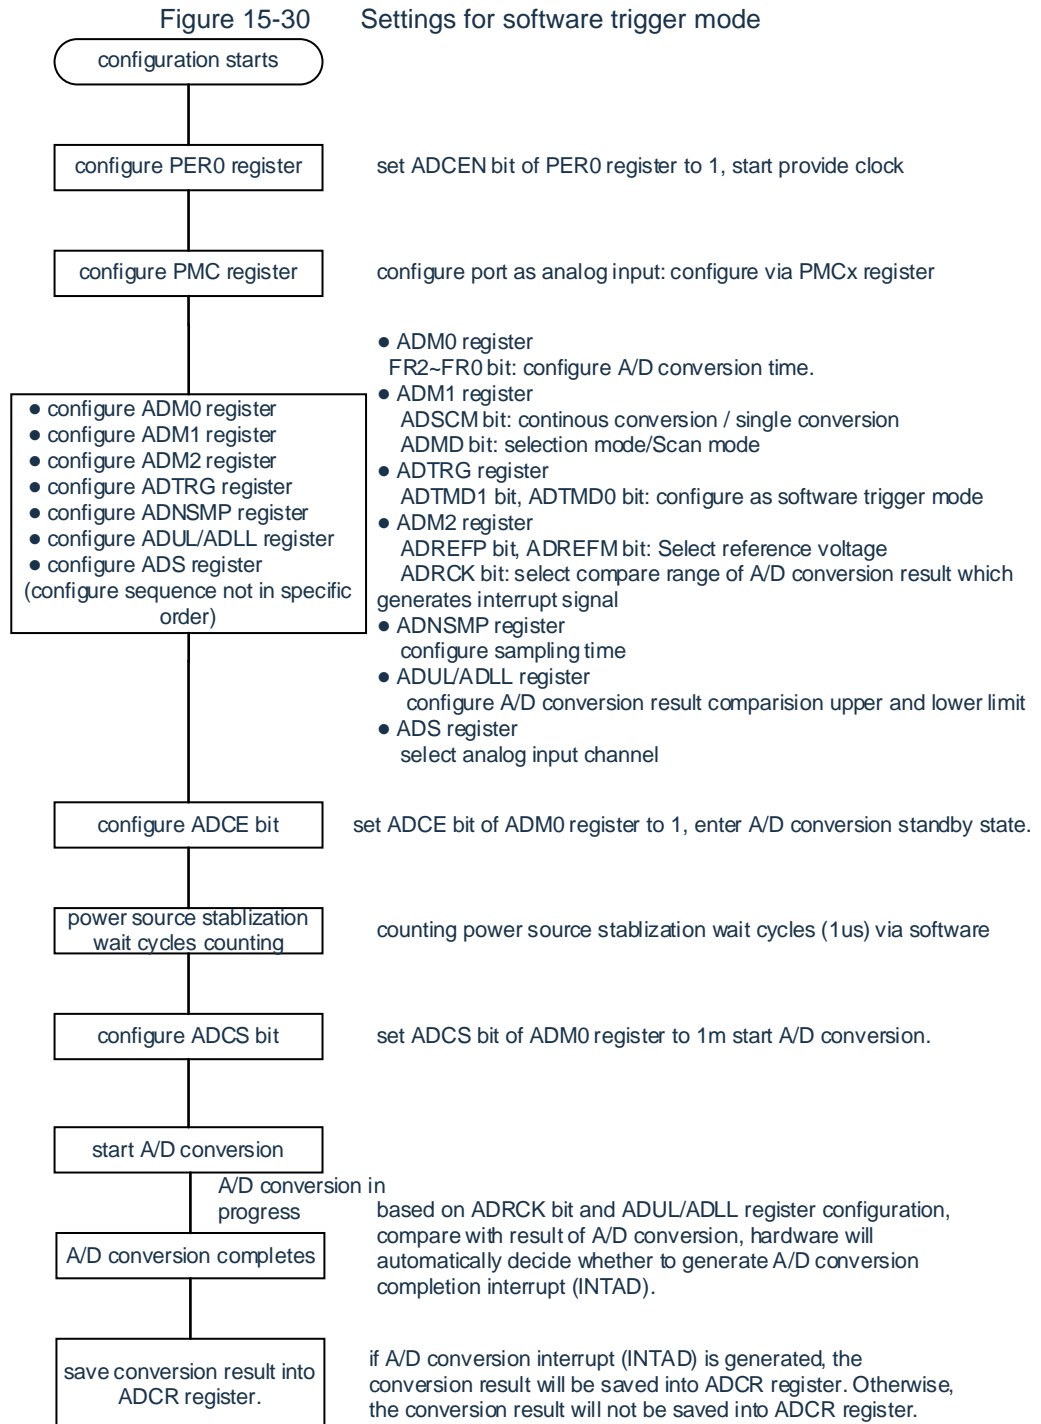 Figure 15-30 Settings for software trigger mode
configuration starts
configure PER0 register
set ADCEN bit of PER0 register to 1, start provide clock
configure PMC register
configure port as analog input: configure via PMCx register
● configure ADM0 register
● configure ADM1 register
● configure ADM2 register
● configure ADTRG register
● configure ADNSMP register
● configure ADUL/ADLL register
● configure ADS register
(configure sequence not in specific
order)
● ADM0 register
FR2~FR0 bit: configure A/D conversion time.
● ADM1 register
ADSCM bit: continous conversion / single conversion
ADMD bit: selection mode/Scan mode
● ADTRG register
ADTMD1 bit, ADTMD0 bit: configure as software trigger mode
● ADM2 register
ADREFP bit, ADREFM bit: Select reference voltage
ADRCK bit: select compare range of A/D conversion result which
generates interrupt signal
● ADNSMP register
configure sampling time
● ADUL/ADLL register
configure A/D conversion result comparision upper and lower limit
● ADS register
select analog input channel
configure ADCE bit
set ADCE bit of ADM0 register to 1, enter A/D conversion standby state.
power source stablization
wait cycles counting
counting power source stablization wait cycles (1us) via software
configure ADCS bit
set ADCS bit of ADM0 register to 1m start A/D conversion.
start A/D conversion
A/D conversion in
progress
A/D conversion completes
based on ADRCK bit and ADUL/ADLL register configuration,
compare with result of A/D conversion, hardware will
automatically decide whether to generate A/D conversion
completion interrupt (INTAD).
save conversion result into
ADCR register.
if A/D conversion interrupt (INTAD) is generated, the
conversion result will be saved into ADCR register. Otherwise,
the conversion result will not be saved into ADCR register.